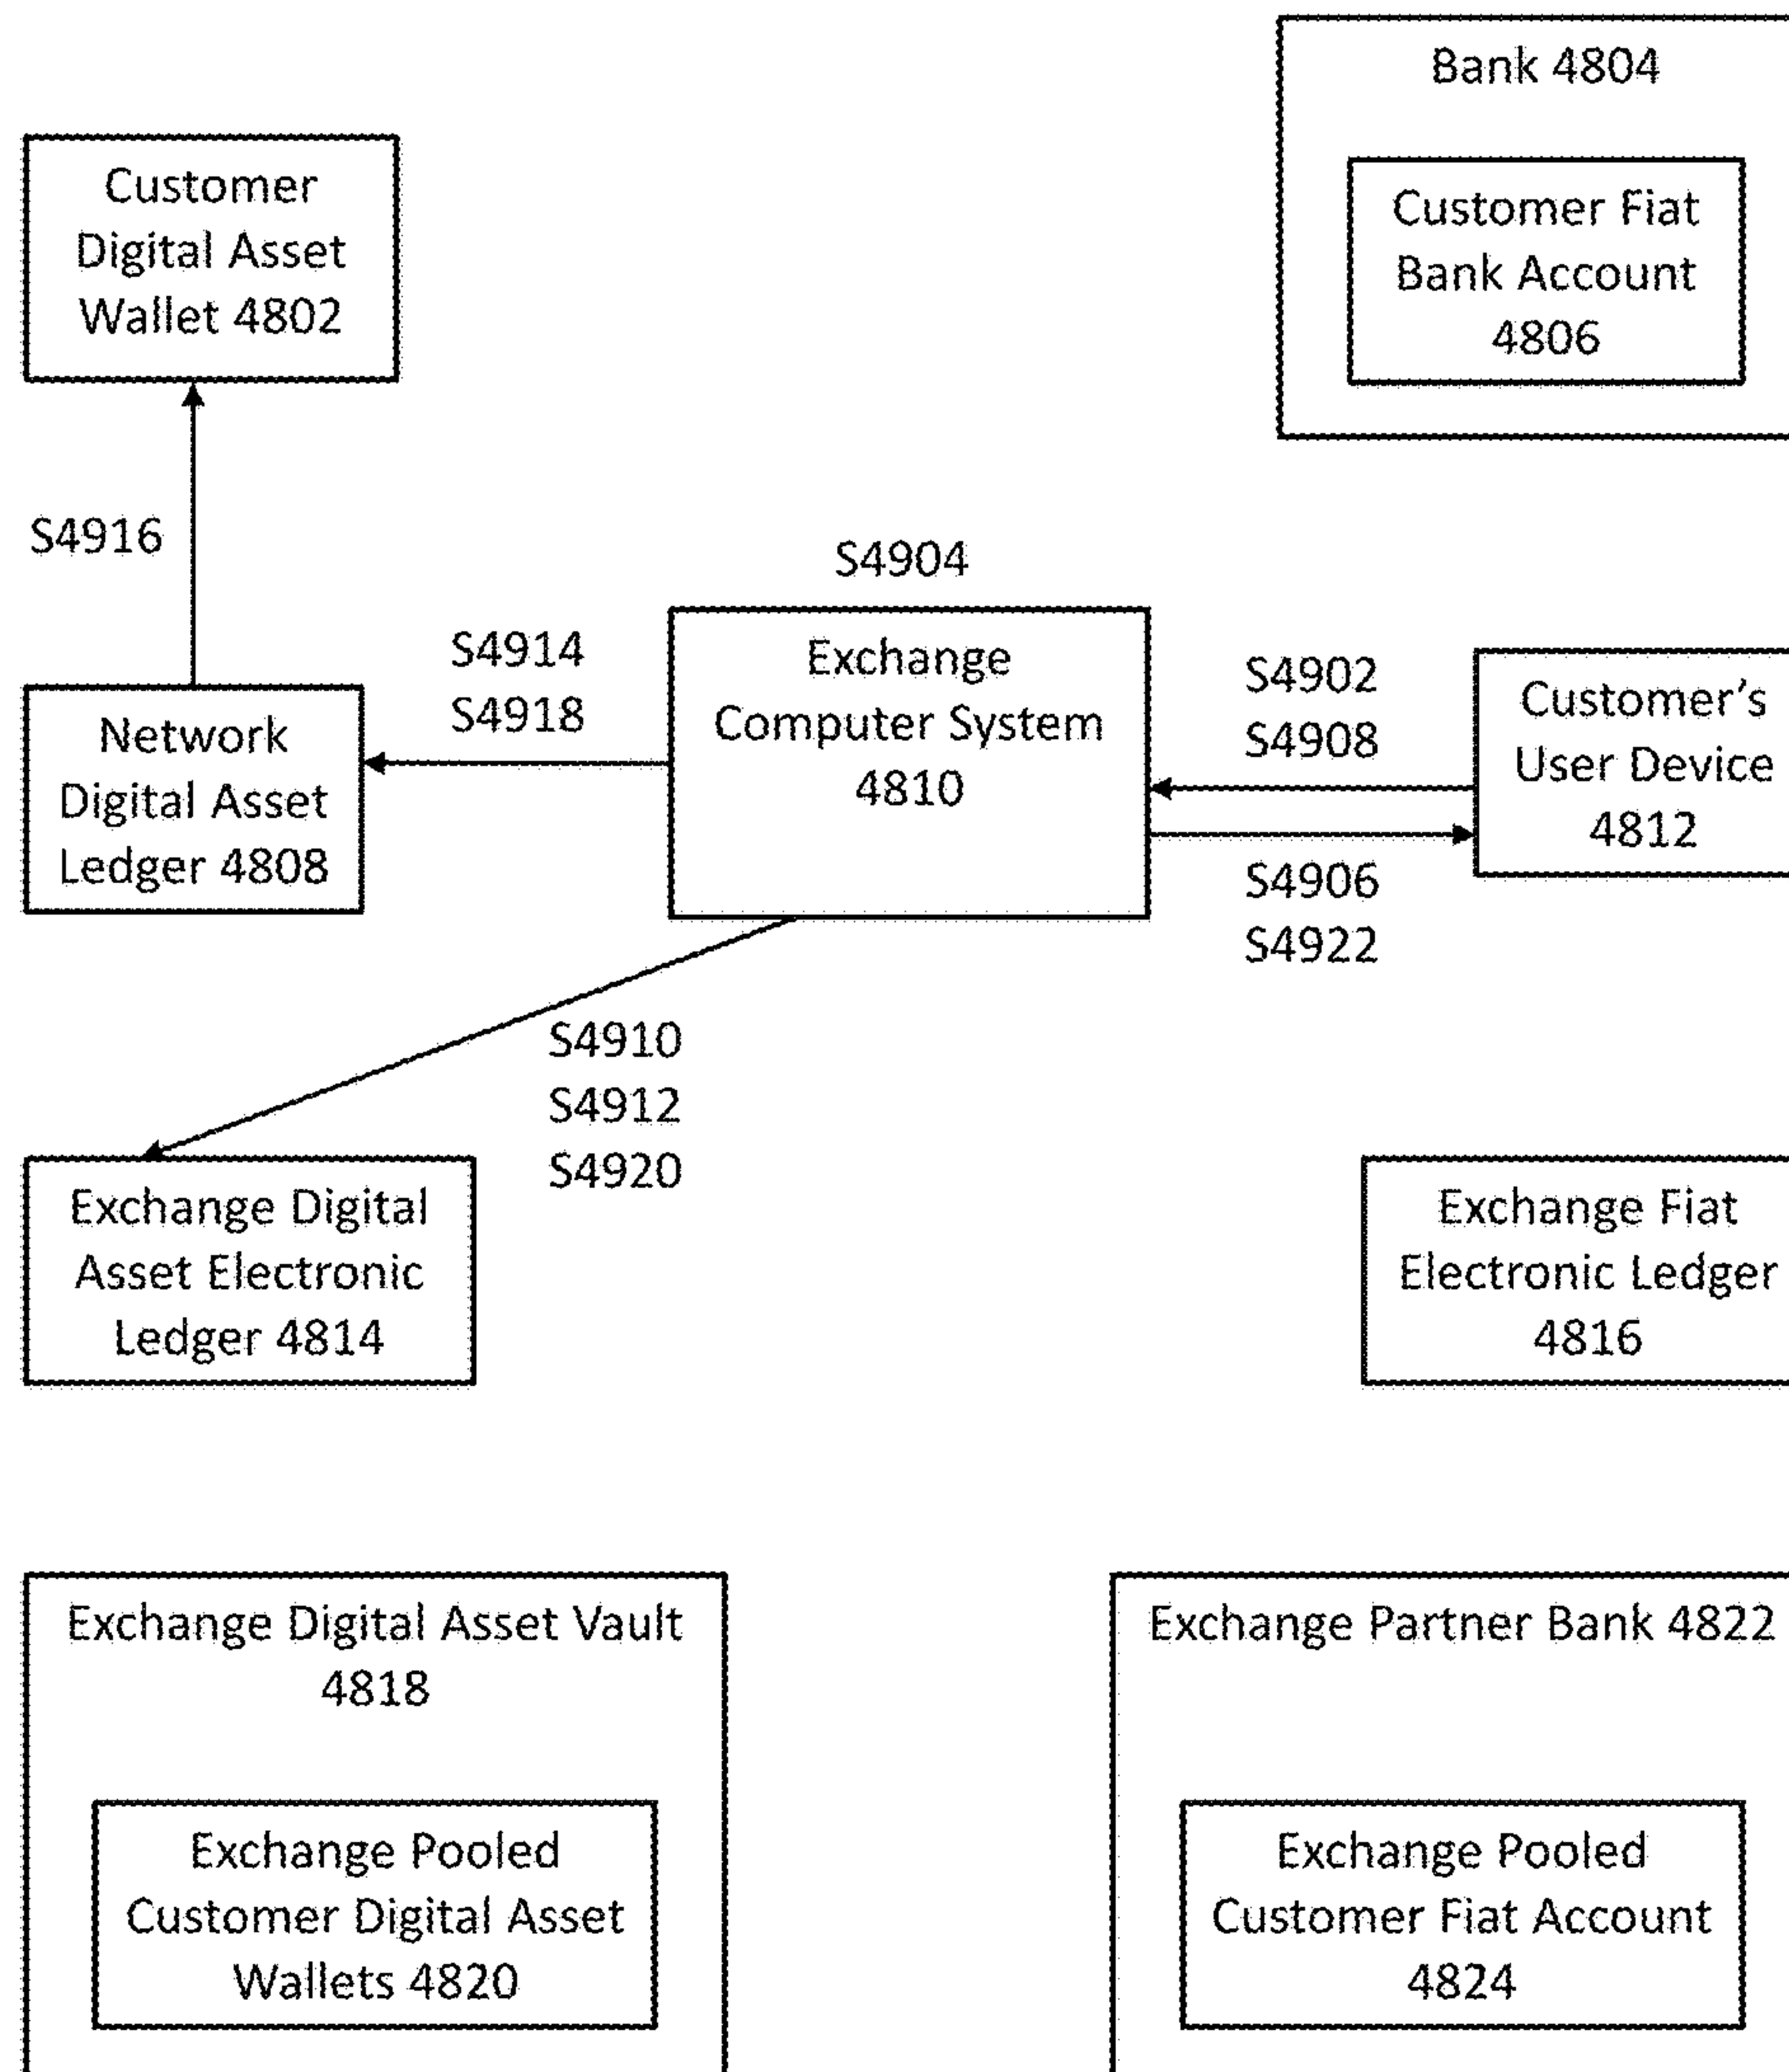 Bank 4804
Customer
Digital Asset
Wallet 4802
Customer Fiat
Bank Account
4806
S4916
S4904
S4914
S4918
Exchange
Computer System
4810
S4902
S4908
Customer's
User Device
4812
Network
Digital Asset
Ledger 4808
S4906
S4922
S4910
S4912
S4920
Exchange Digital
Asset Electronic
Ledger 4814
Exchange Fiat
Electronic Ledger
4816
Exchange Digital Asset Vault
4818
Exchange Pooled
Customer Digital Asset
Wallets 4820
Exchange Partner Bank 4822
Exchange Pooled
Customer Fiat Account
4824